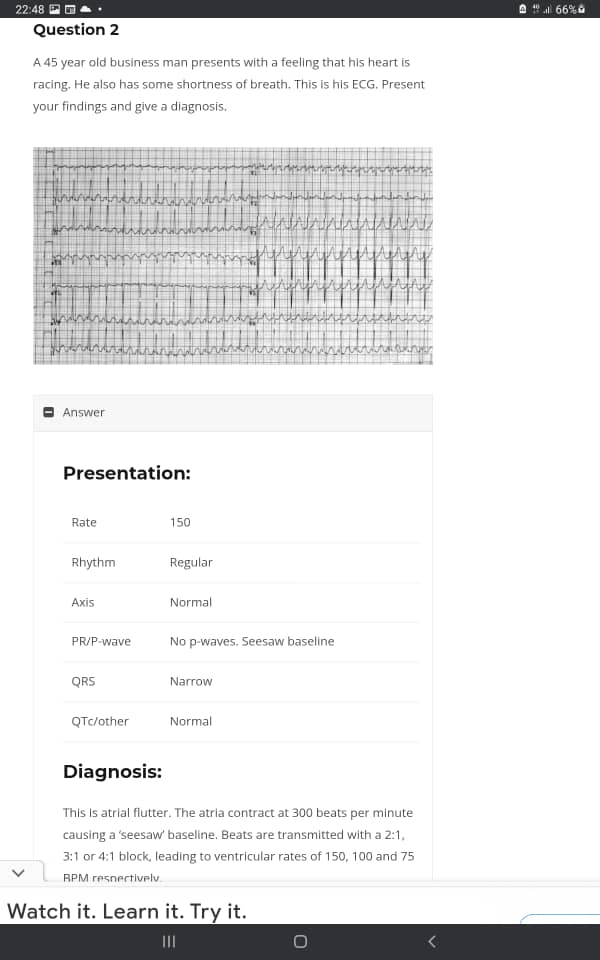 22:48
66%
Question 2
A 45 year old business man presents with a feeling that his heart is
racing. He also has some shortness of breath. This is his ECG. Present
your findings and give a diagnosis.
Answer
Presentation:
Rate 150
Rhythm Regular
Axis Normal
PR/P-wave No p-waves. Seesaw baseline
QRS Narrow
QTc/other Normal
Diagnosis:
This is atrial flutter. The atria contract at 300 beats per minute
causing a ‘seesaw’ baseline. Beats are transmitted with a 2:1,
3:1 or 4:1 block, leading to ventricular rates of 150, 100 and 75
BPM respectively.
Watch it. Learn it. Try it.